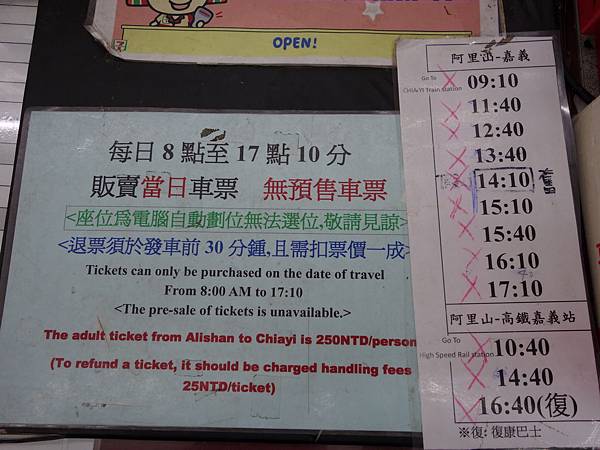 OPEN!
每日 8 點至 17 點 10 分
販賣當日車票 無預售車票
<座位為電腦自動劃位無法選位,敬請見諒>
<退票須於發車前 30 分鍾,且需扣票價一成>
Tickets can only be purchased on the date of travel
From 8:00 AM to 17:10
<The pre-sale of tickets is unavailable.>
The adult ticket from Alishan to Chiayi is 250NTD/person
(To refund a ticket, it should be charged handling fees
25NTD/ticket)
阿里山-嘉義
Go To
CHIAYI Train station
09:10
11:40
12:40
13:40
14:10
15:10
15:40
16:10
17:10
阿里山-高鐵嘉義站
Go To
High Speed Rail station
10:40
14:40
16:40(復)
※復: 復康巴士